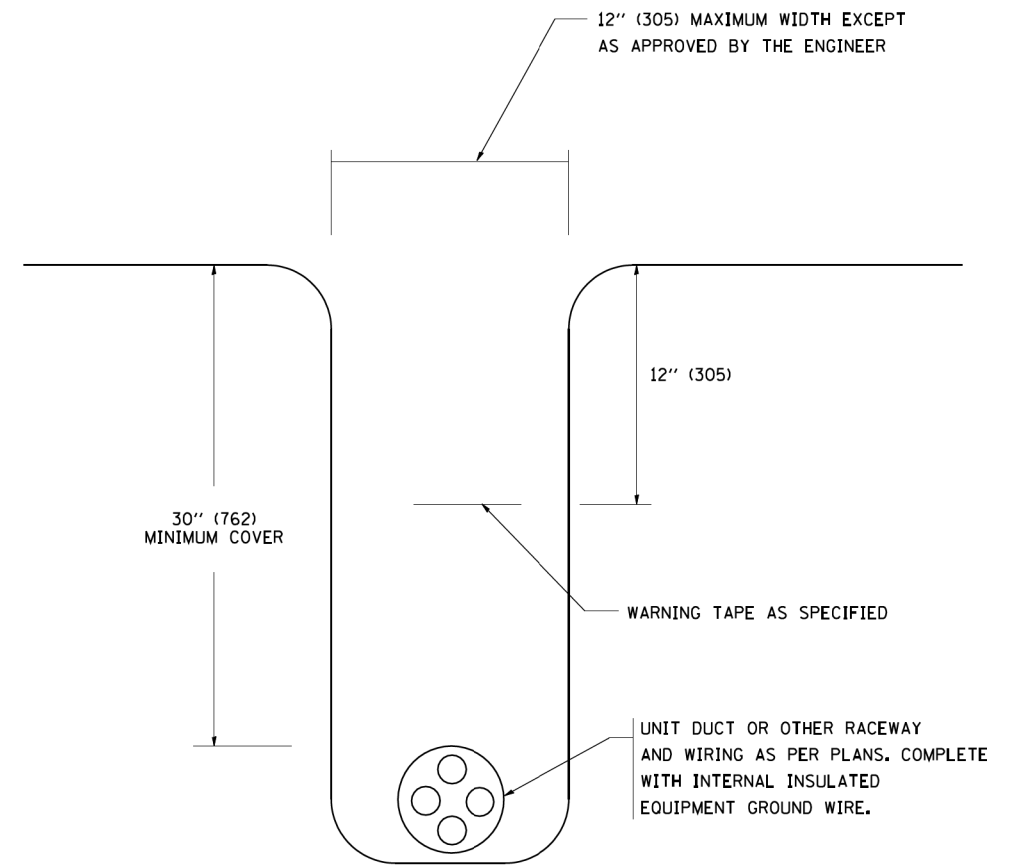 12'' (305) MAXIMUM WIDTH EXCEPT
AS APPROVED BY THE ENGINEER
12'' (305)
30'' (762)
MINIMUM COVER
WARNING TAPE AS SPECIFIED
UNIT DUCT OR OTHER RACEWAY
AND WIRING AS PER PLANS. COMPLETE
WITH INTERNAL INSULATED
EQUIPMENT GROUND WIRE.